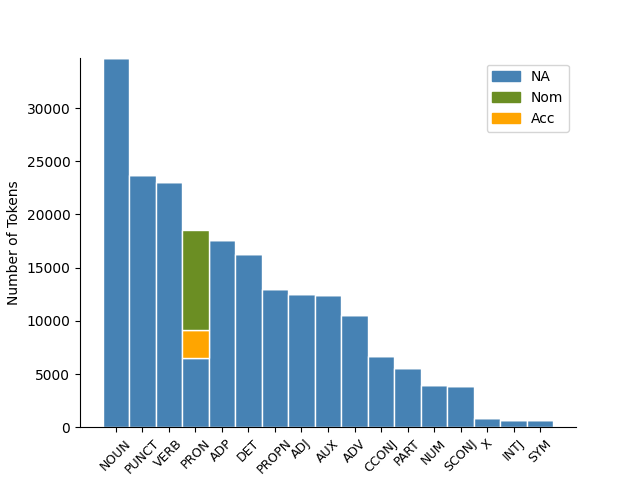 NA
Nom
Acc
Number of Tokens
30000
25000
20000
15000
10000
5000
0
NOUN PUNCT VERB PRON ADP DET PROPN ADJ AUX ADV CCONJ PART NUM SCONJ X INTJ SYM